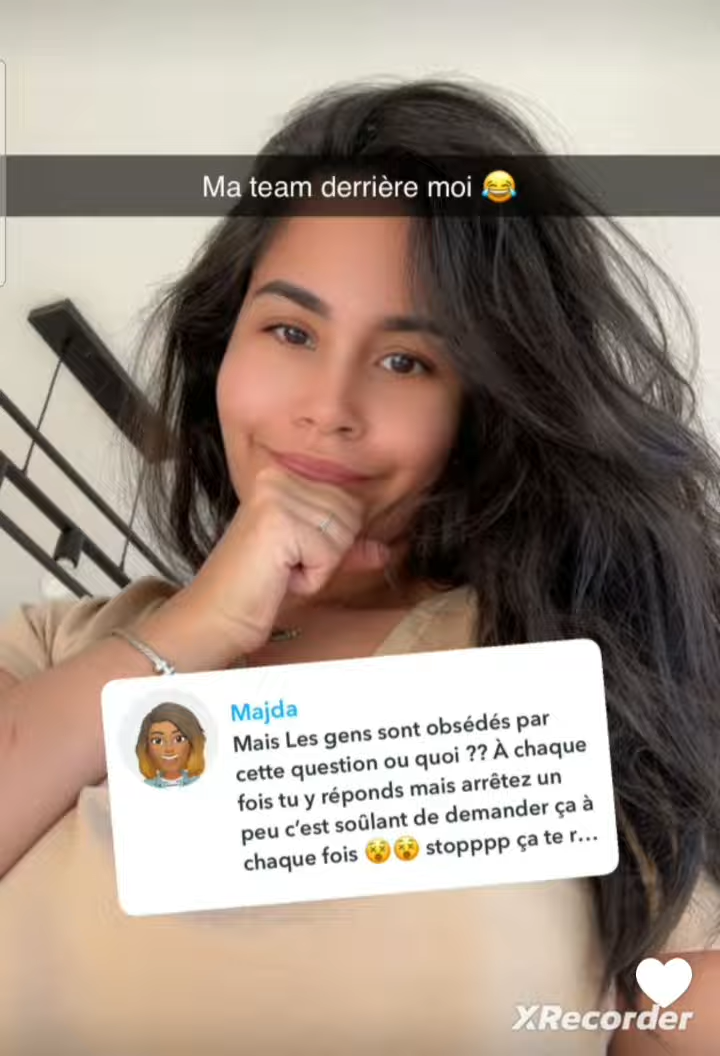 Ma team derrière moi 😂
Majda
Mais Les gens sont obsédés par
cette question ou quoi ?? À chaque
fois tu y réponds mais arrêtez un
peu c’est soûlant de demander ça à
chaque fois 😵😵 stopppp ça te r...
XRecorder